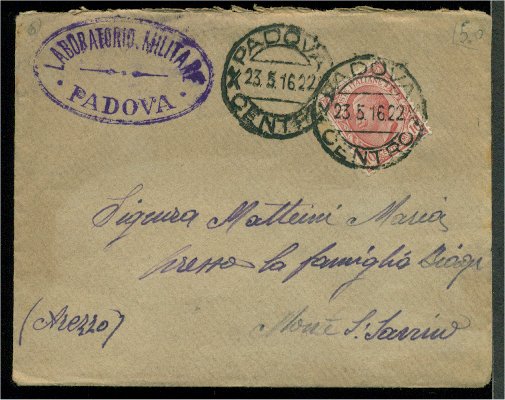 LABORATORIO. MILITARE
PADOVA
PADOVA
23.5.16.22
CENTRO
PADOVA
23.5.16.22
CENTRO
Signora Matteini Maria
presso la famiglia Biagi
(Arezzo)
Monte S. Savino